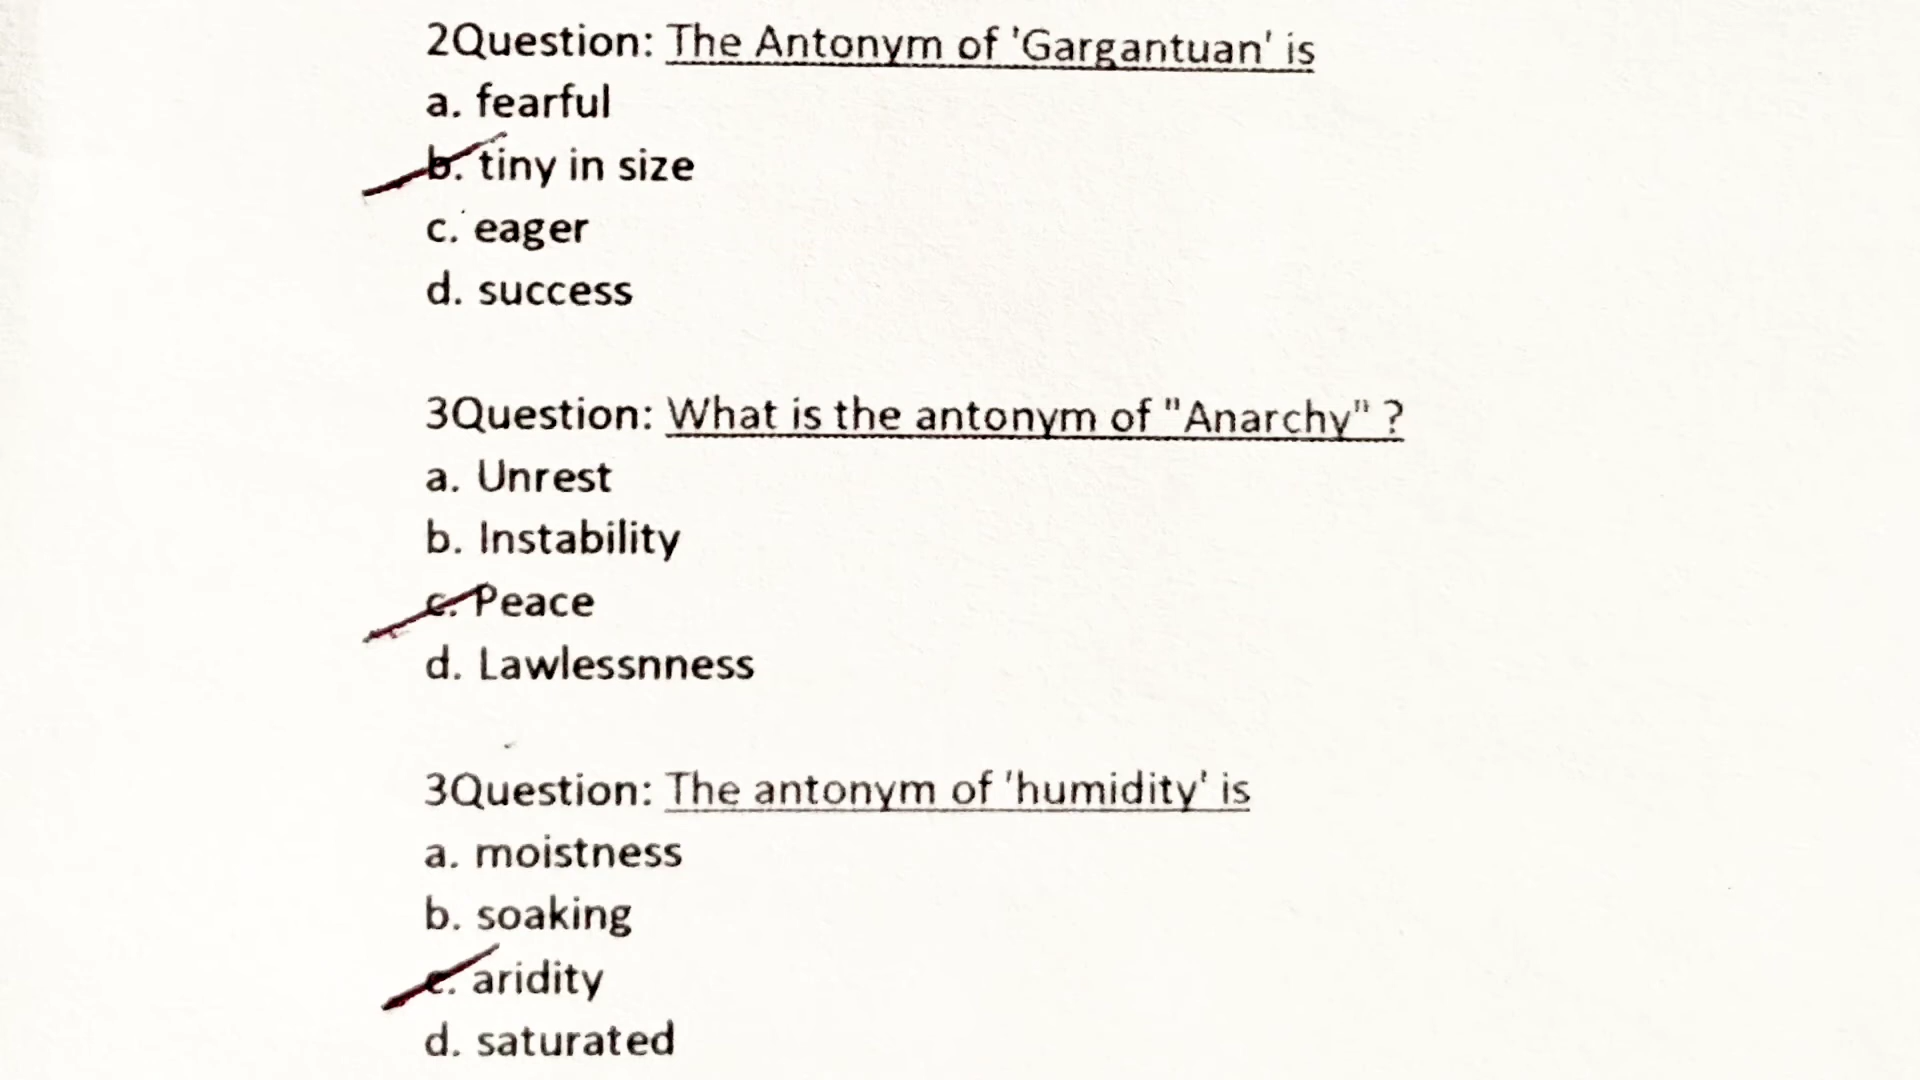 2Question: The Antonym of 'Gargantuan' is
a. fearful
b. tiny in size
c. eager
d. success
3Question: What is the antonym of "Anarchy" ?
a. Unrest
b. Instability
c. Peace
d. Lawlessnness
3Question: The antonym of 'humidity' is
a. moistness
b. soaking
c. aridity
d. saturated